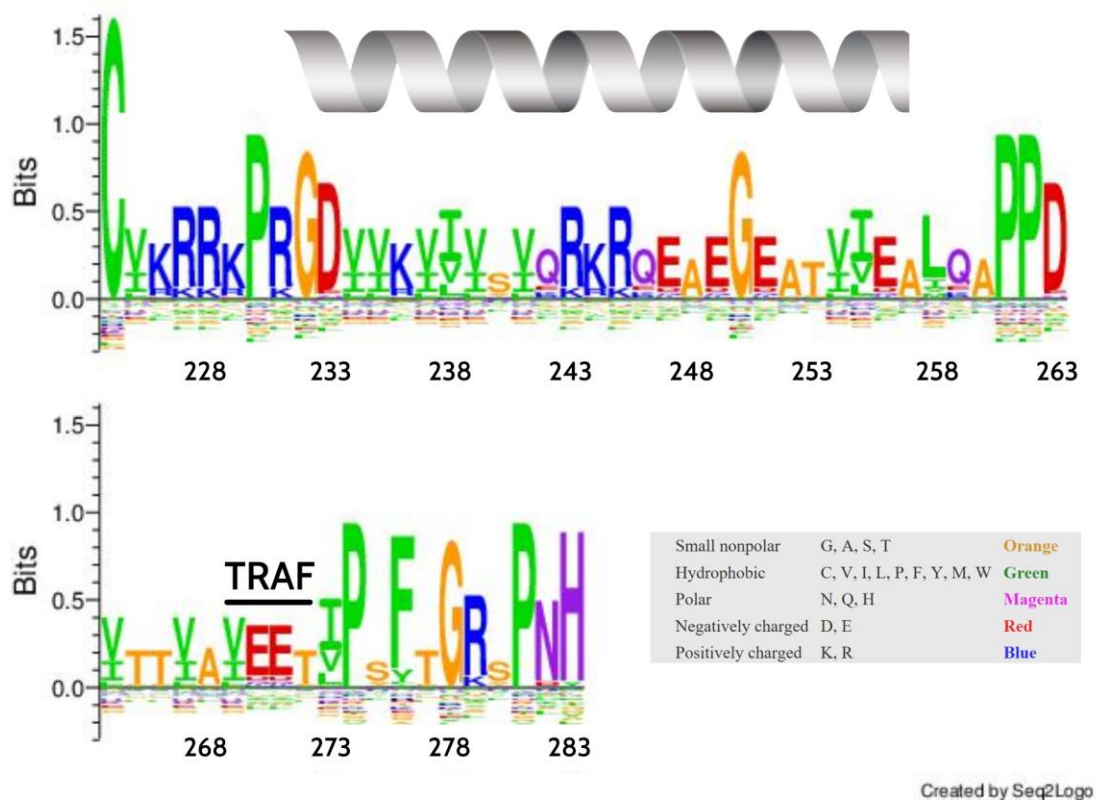 Bits
1.5
1.0
0.5
0.0
CVKRRKPRGDVVKVIVSVQRKRQEAEGEATVIEALQAPPD
228 233 238 243 248 253 258 263
Bits
1.5
1.0
0.5
0.0
TRAF
VTTVAVEETIPSFTGRSPNH
268 273 278 283
Small nonpolar G, A, S, T Orange
Hydrophobic C, V, I, L, P, F, Y, M, W Green
Polar N, Q, H Magenta
Negatively charged D, E Red
Positively charged K, R Blue
Created by Seq2Logo